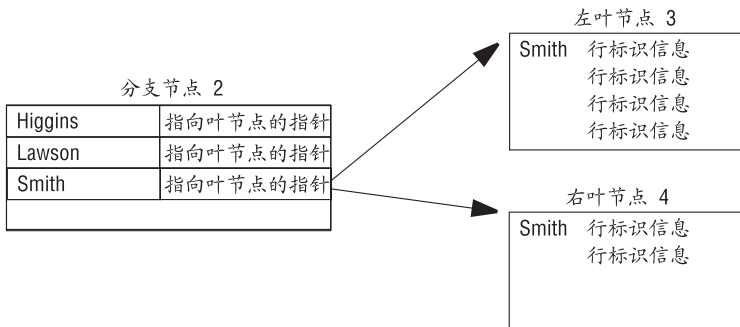 分支节点 2
Higgins 指向叶节点的指针
Lawson 指向叶节点的指针
Smith 指向叶节点的指针
左叶节点 3
Smith 行标识信息
行标识信息
行标识信息
行标识信息
右叶节点 4
Smith 行标识信息
行标识信息